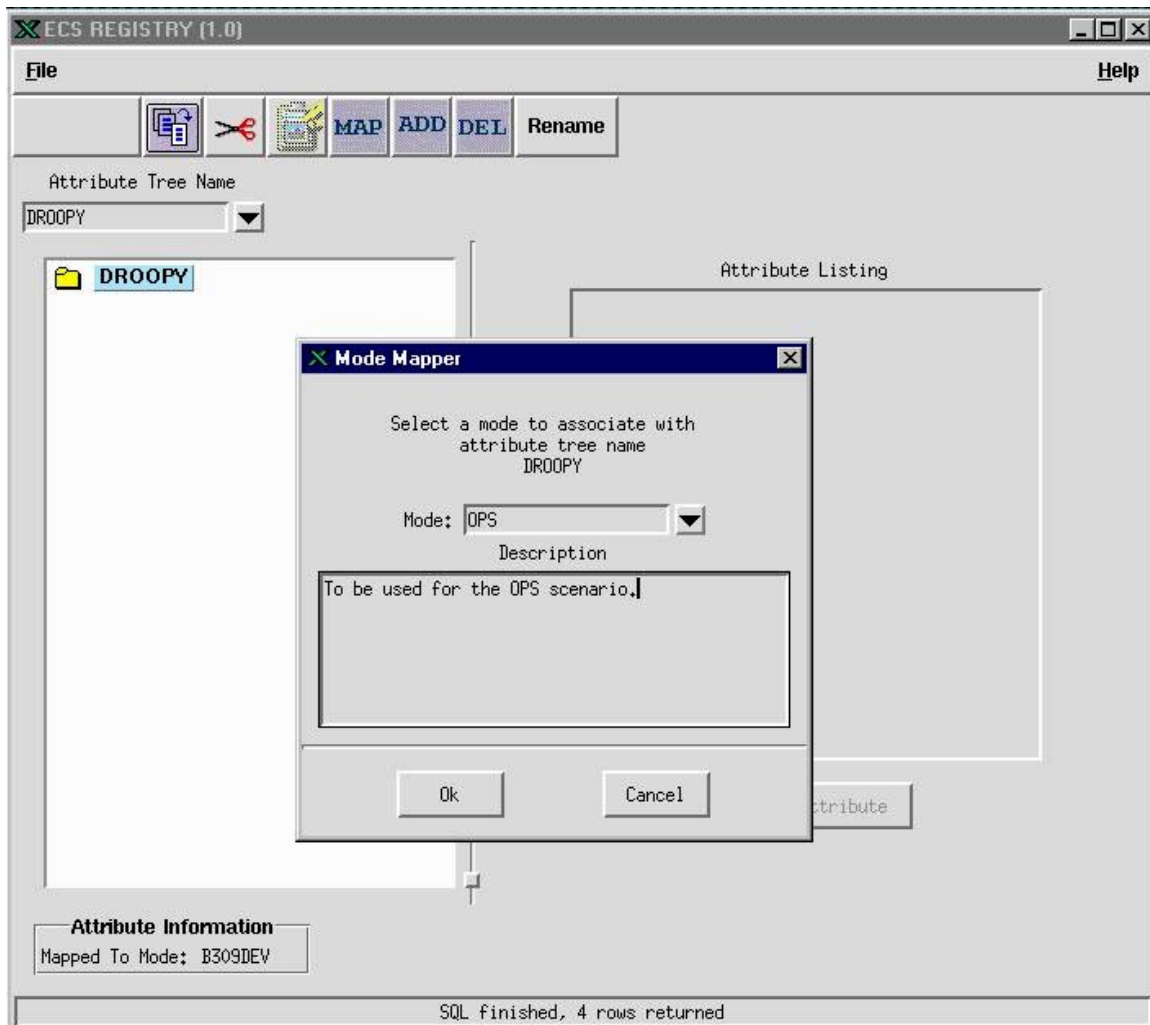 ECS REGISTRY (1.0)
File Help
MAP ADD DEL Rename
Attribute Tree Name
DROOPY
DROOPY
Attribute Listing
Mode Mapper
Select a mode to associate with
attribute tree name
DROOPY
Mode: OPS
Description
To be used for the OPS scenario.
Ok Cancel
ttribute
Attribute Information
Mapped To Mode: B309DEV
SQL finished, 4 rows returned